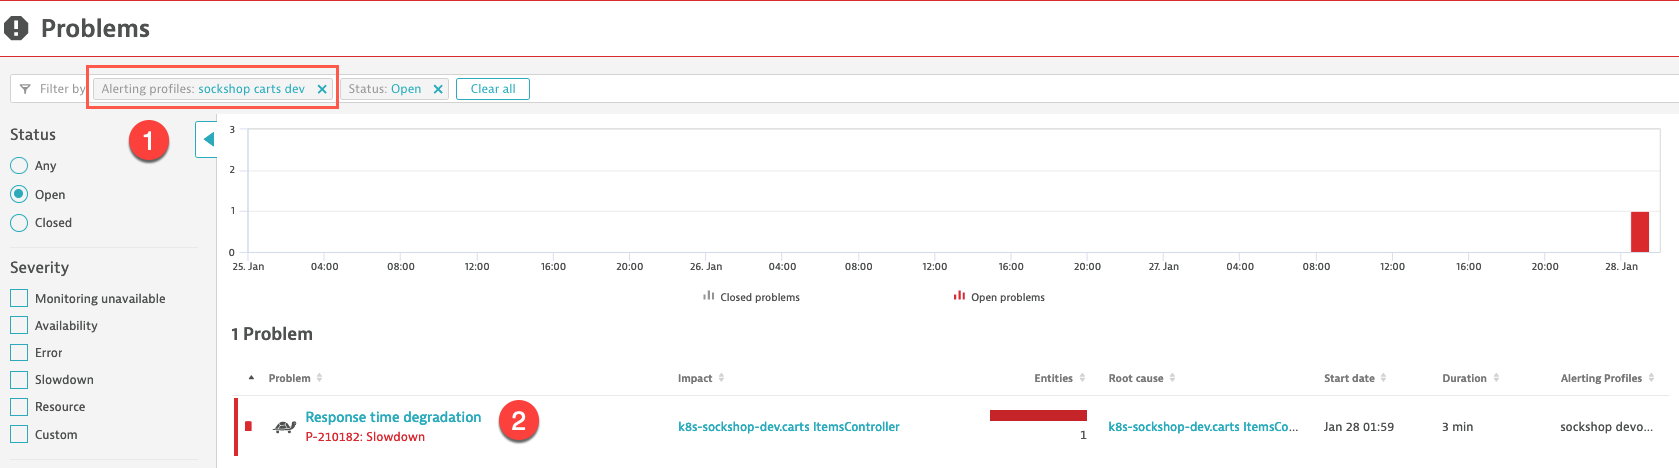 Problems
Filter by Alerting profiles: sockshop carts dev Status: Open Clear all
Status
1
Any
Open
Closed
Severity
Monitoring unavailable
Availability
Error
Slowdown
Resource
Custom
3
2
1
0
25. Jan 04:00 08:00 12:00 16:00 20:00 26. Jan 04:00 08:00 12:00 16:00 20:00 27. Jan 04:00 08:00 12:00 16:00 20:00 28. Jan
Closed problems Open problems
1 Problem
Problem Impact Entities Root cause Start date Duration Alerting Profiles
Response time degradation 2
P-210182: Slowdown
k8s-sockshop-dev.carts ItemsController 1 k8s-sockshop-dev.carts ItemsCo... Jan 28 01:59 3 min sockshop devo...